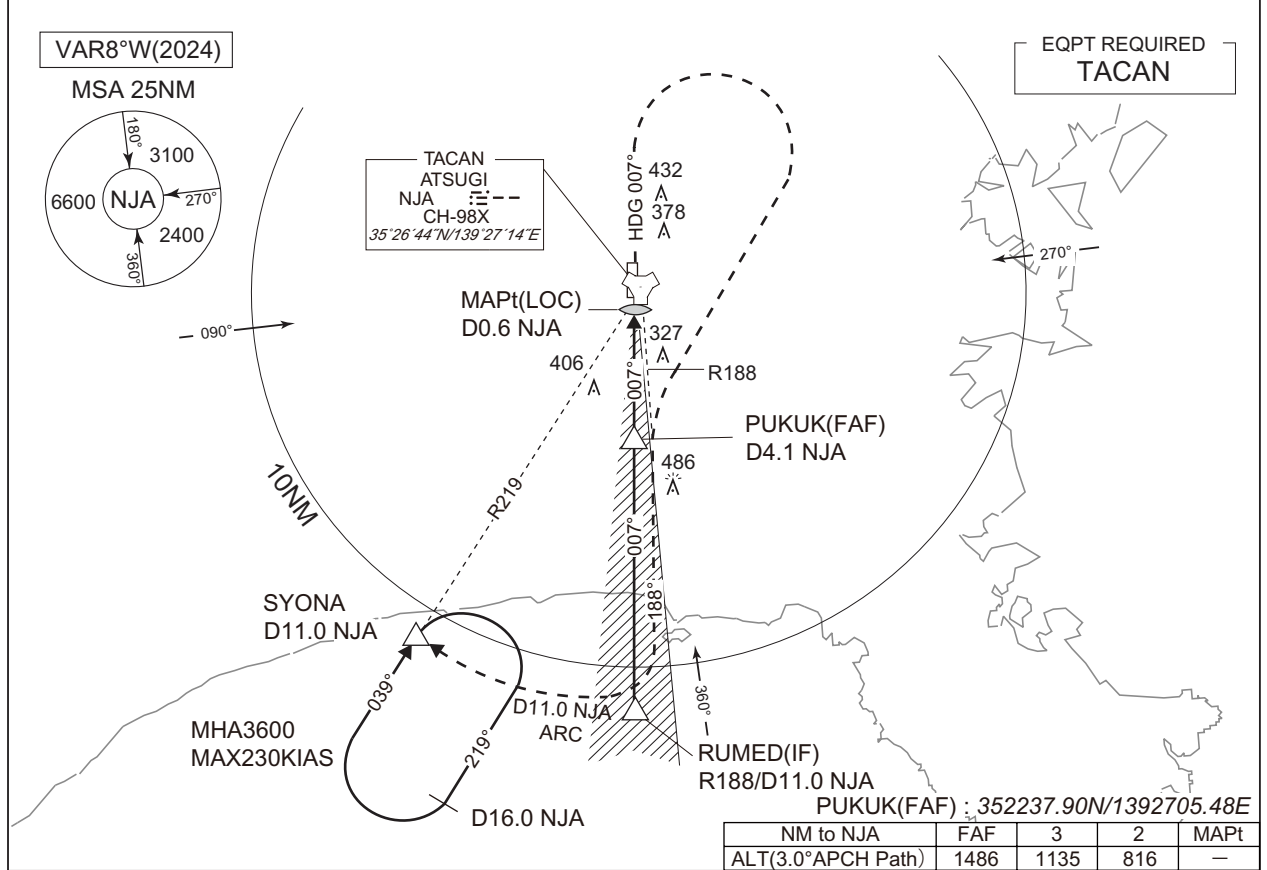 VAR8°W(2024)
MSA 25NM
180°
3100
6600
NJA
270°
2400
360°
EQPT REQUIRED
TACAN
TACAN
ATSUGI
NJA
CH-98X
35°26´44˝N/139°27´14˝E
HDG 007°
432
378
270°
090°
MAPt(LOC)
D0.6 NJA
327
406
R188
007°
PUKUK(FAF)
D4.1 NJA
486
10NM
R219
007°
188°
SYONA
D11.0 NJA
039°
219°
D11.0 NJA
ARC
360°
MHA3600
MAX230KIAS
RUMED(IF)
R188/D11.0 NJA
D16.0 NJA
PUKUK(FAF) : 352237.90N/1392705.48E
NM to NJA FAF 3 2 MAPt
ALT(3.0°APCH Path) 1486 1135 816 －